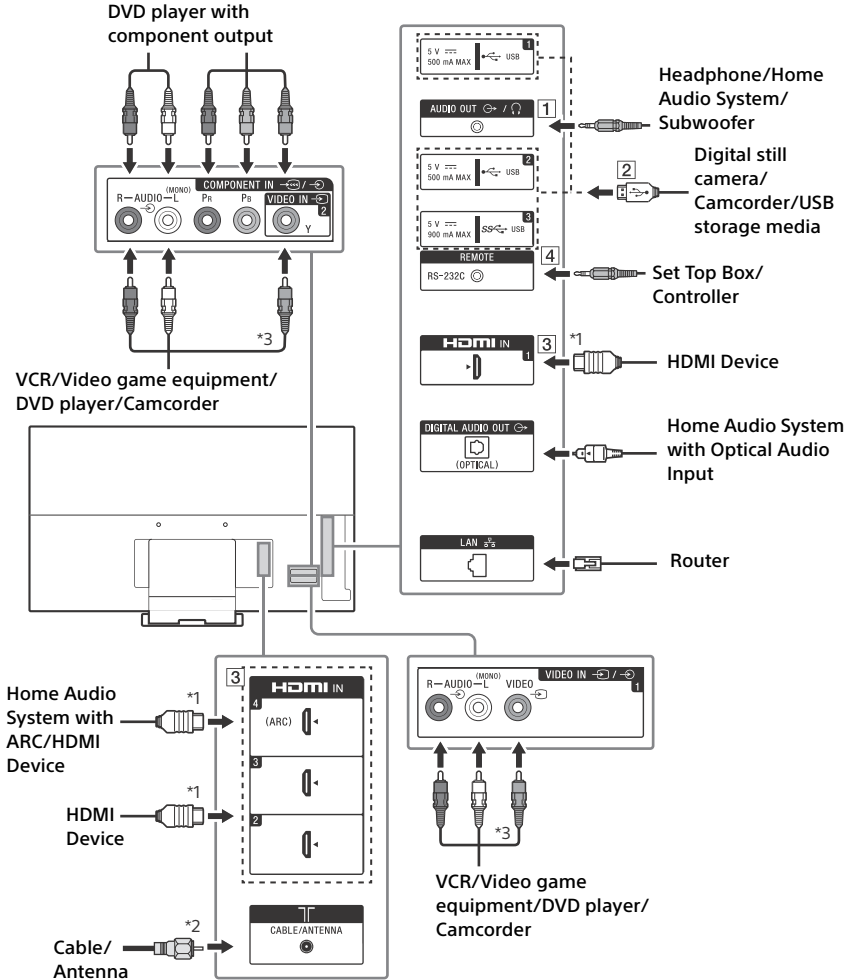 DVD player with
component output
COMPONENT IN /
(MONO)
R AUDIO L
PR
PB
VIDEO IN
2
Y
*3
VCR/Video game equipment/
DVD player/Camcorder
1
5 V
500 mA MAX
USB
AUDIO OUT /
1
Headphone/Home
Audio System/
Subwoofer
2
5 V
500 mA MAX
USB
2
Digital still
camera/
Camcorder/USB
storage media
3
5 V
900 mA MAX
SS
USB
REMOTE
RS-232C
4
Set Top Box/
Controller
HDMI IN
1
3
*1
HDMI Device
DIGITAL AUDIO OUT
(OPTICAL)
Home Audio System
with Optical Audio
Input
LAN
Router
3
HDMI IN
4
(ARC)
3
2
Home Audio
System with
ARC/HDMI
Device
*1
HDMI
Device
*1
CABLE/ANTENNA
Cable/
Antenna
*2
VIDEO IN /
1
(MONO)
R AUDIO L
VIDEO
*3
VCR/Video game
equipment/DVD player/
Camcorder